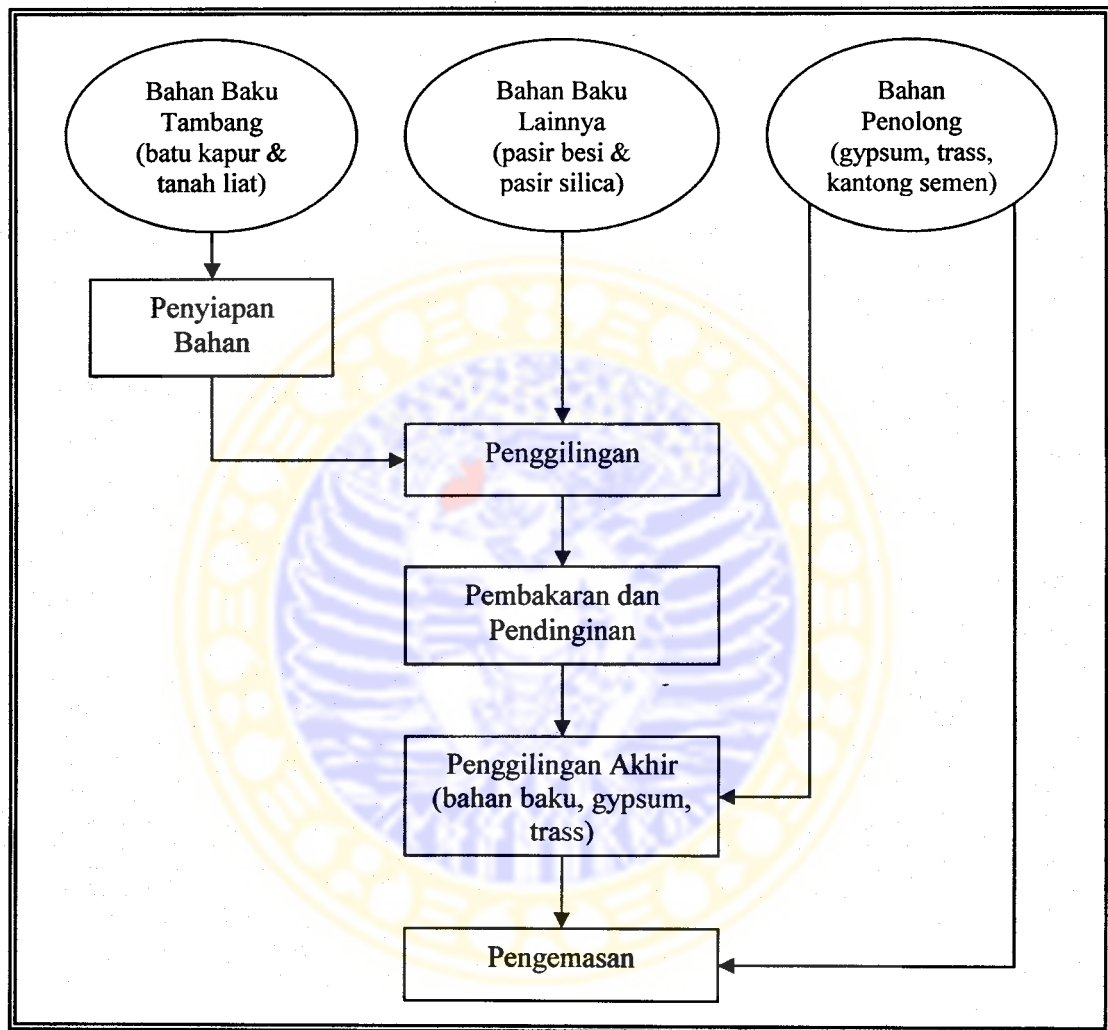 Bahan Baku
Tambang
(batu kapur &
tanah liat)
Bahan Baku
Lainnya
(pasir besi &
pasir silica)
Bahan
Penolong
(gypsum, trass,
kantong semen)
Penyiapan
Bahan
Penggilingan
Pembakaran dan
Pendinginan
Penggilingan Akhir
(bahan baku, gypsum,
trass)
Pengemasan